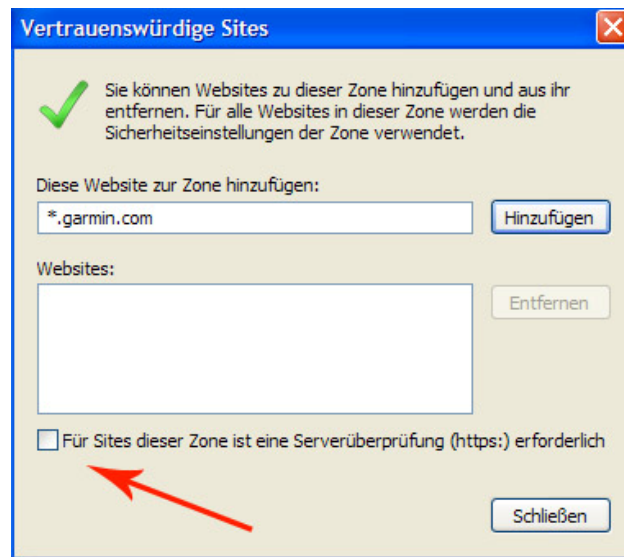 Vertrauenswürdige Sites
Sie können Websites zu dieser Zone hinzufügen und aus ihr
entfernen. Für alle Websites in dieser Zone werden die
Sicherheitseinstellungen der Zone verwendet.
Diese Website zur Zone hinzufügen:
*.garmin.com
Hinzufügen
Websites:
Entfernen
Für Sites dieser Zone ist eine Serverüberprüfung (https:) erforderlich
Schließen